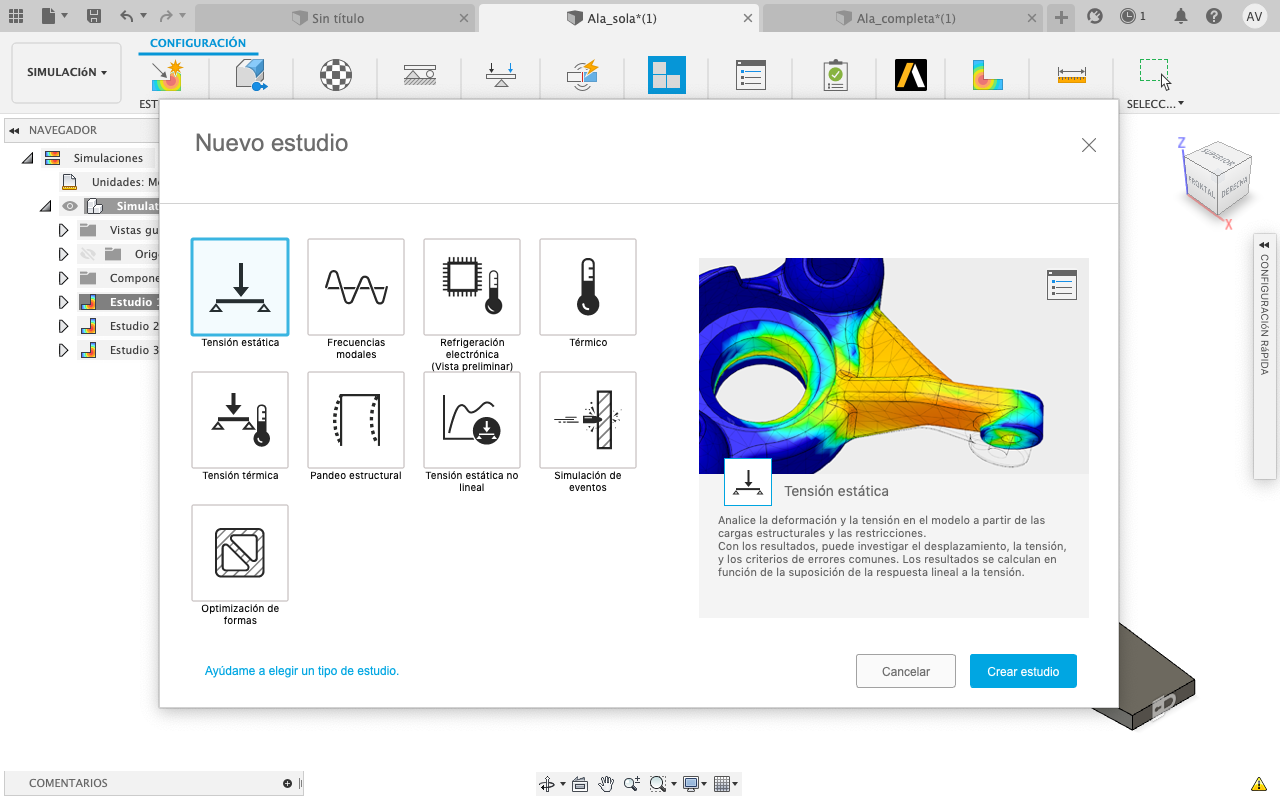 Sin título
Ala_sola*(1)
Ala_completa*(1)
1
AV
SIMULACIóN
CONFIGURACIÓN
SELECC...
NAVEGADOR
Simulaciones
Unidades:
Vistas
Estudio
Estudio 2
Estudio 3
SUPERIOR
FRONTAL
DERECHA
Z
X
CONFIGURACIÓN RáPIDA
Nuevo estudio
Tensión estática
Frecuencias
modales
Refrigeración
electrónica
(Vista preliminar)
Térmico
Tensión térmica
Pandeo estructural
Tensión estática no
lineal
Simulación de
eventos
Optimización de
formas
Tensión estática
Analice la deformación y la tensión en el modelo a partir de las
cargas estructurales y las restricciones.
Con los resultados, puede investigar el desplazamiento, la tensión,
y los criterios de errores comunes. Los resultados se calculan en
función de la suposición de la respuesta lineal a la tensión.
Ayúdame a elegir un tipo de estudio.
Cancelar
Crear estudio
COMENTARIOS